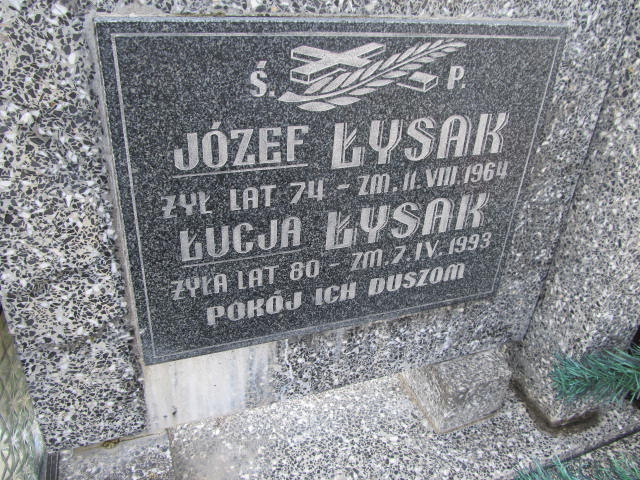 Ś. P.
JÓZEF ŁYSAK
ŻYŁ LAT 74 - ZM. 11. VIII. 1964
ŁUCJA ŁYSAK
ŻYŁA LAT 80 - ZM. 7. IV. 1993
POKÓJ ICH DUSZOM